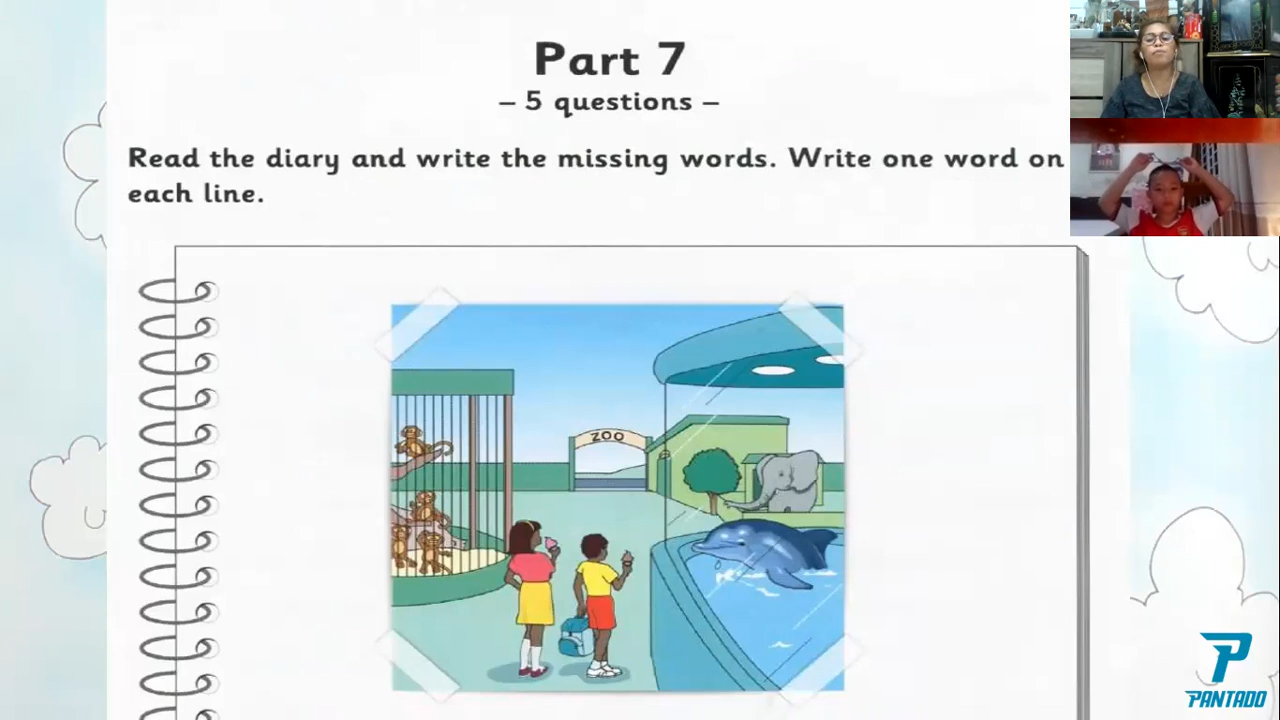 Part 7
– 5 questions –
Read the diary and write the missing words. Write one word on
each line.
ZOO
PANTADO